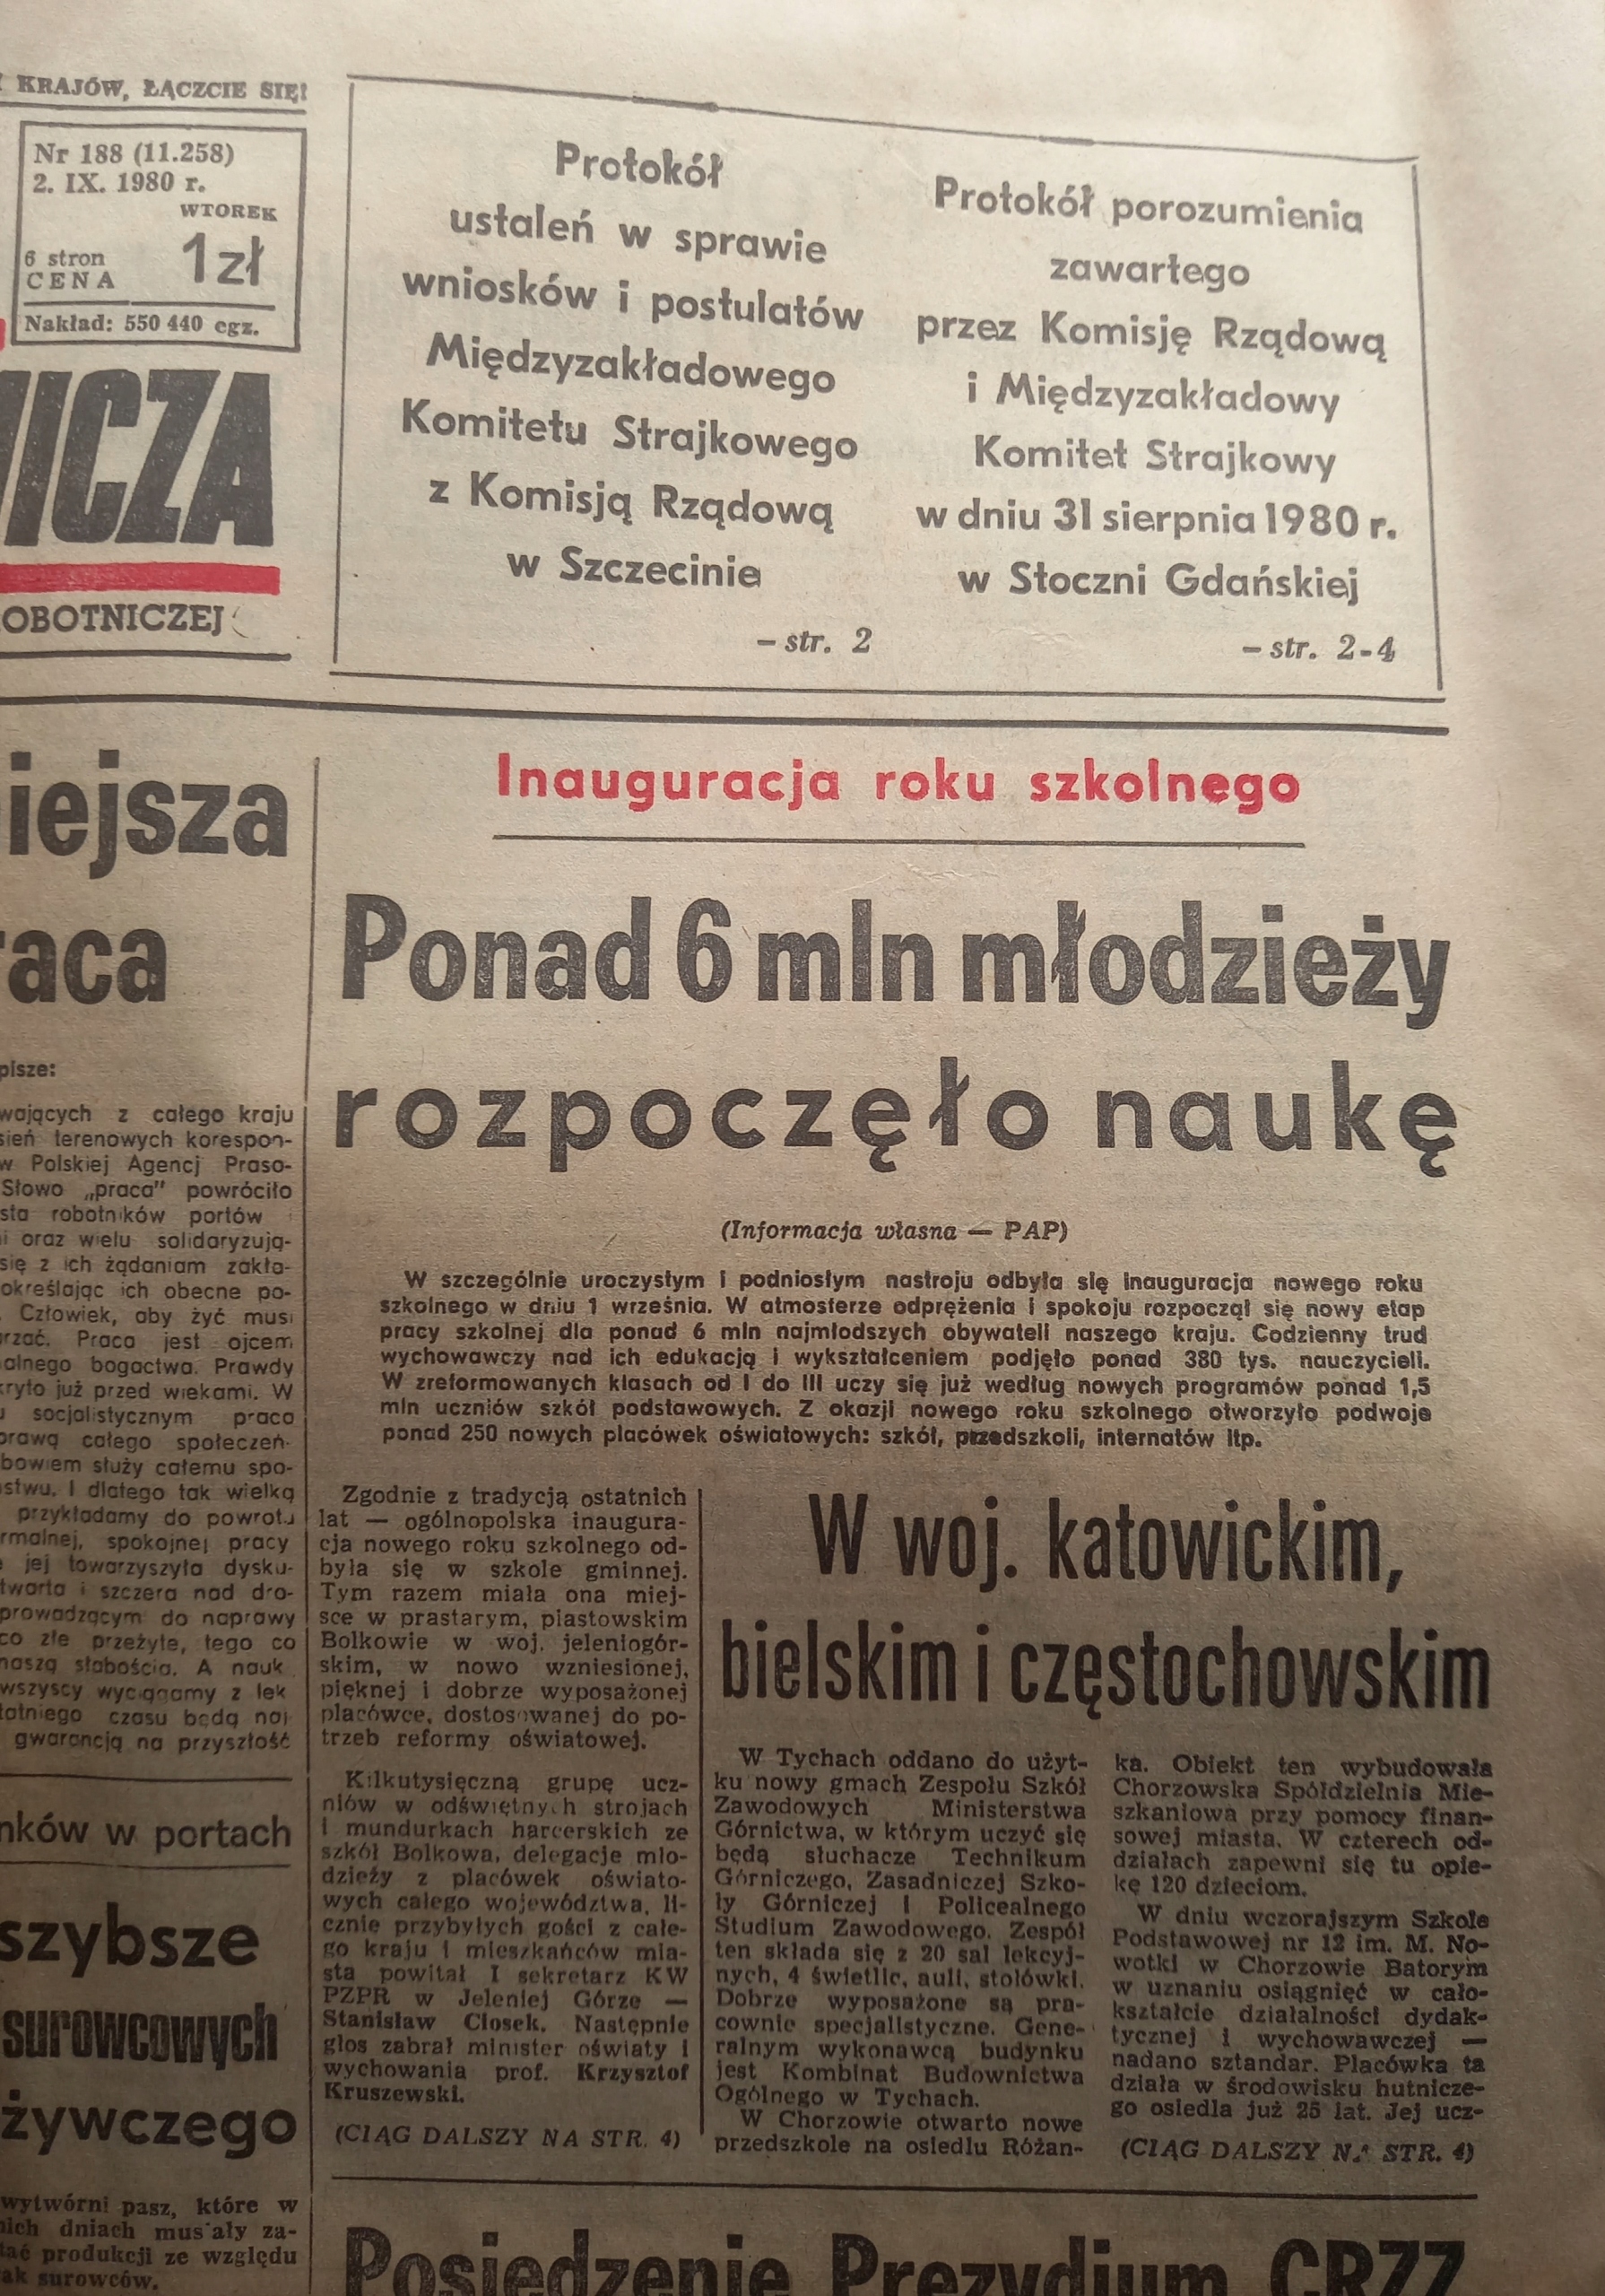 KRAJÓW, ŁĄCZCIE SIĘ!
Nr 188 (11.258)
2. IX. 1980 r.
WTOREK
6 stron
CENA
1 zł
Nakład: 550 440 egz.
NICZA
OBOTNICZEJ
Protokół
ustaleń w sprawie
wniosków i postulatów
Międzyzakładowego
Komitetu Strajkowego
z Komisją Rządową
w Szczecinie
– str. 2
Protokół porozumienia
zawartego
przez Komisję Rządową
i Międzyzakładowy
Komitet Strajkowy
w dniu 31 sierpnia 1980 r.
w Stoczni Gdańskiej
– str. 2-4
iejsza
raca
pisze:
wających z całego kraju
sień terenowych korespon-
w Polskiej Agencj Praso-
Słowo „praca" powróciło
sta robotników portów
i oraz wielu solidaryzują-
się z ich żądaniam zakła-
określając ich obecne po-
. Człowiek, aby żyć musi
rzać. Praca jest ojcem
alnego bogactwa. Prawdy
kryto już przed wiekami. W
u socjalistycznym praca
prawą całego społeczeń-
bowiem służy całemu spo-
stwu. I dlatego tak wielką
przykładamy do powrotu
rmalnej, spokojnej pracy
jej towarzyszyła dysku-
twarta i szczera nad dro-
prowadzącym do naprawy
co złe przeżyte, tego co
naszą słabością. A nauk
wszyscy wyciągamy z lek
tatniego czasu będą naj
gwarancją na przyszłość
nków w portach
szybsze
surowcowych
żywczego
wytwórni pasz, które w
nich dniach mus'ały za-
tać produkcji ze względu
ak surowców.
Inauguracja roku szkolnego
Ponad 6 mln młodzieży
rozpoczęło naukę
(Informacja własna — PAP)
W szczególnie uroczystym i podniosłym nastroju odbyła się inauguracja nowego roku
szkolnego w dniu 1 września. W atmosferze odprężenia i spokoju rozpoczął się nowy etap
pracy szkolnej dla ponad 6 mln najmłodszych obywateli naszego kraju. Codzienny trud
wychowawczy nad ich edukacją i wykształceniem podjęło ponad 380 tys. nauczycieli.
W zreformowanych klasach od I do III uczy się już według nowych programów ponad 1,5
mln uczniów szkół podstawowych. Z okazji nowego roku szkolnego otworzyło podwoje
ponad 250 nowych placówek oświatowych: szkół, przedszkoli, internatów itp.
Zgodnie z tradycją ostatnich
lat — ogólnopolska inaugura-
cja nowego roku szkolnego od-
była się w szkole gminnej.
Tym razem miała ona miej-
sce w prastarym, piastowskim
Bolkowie w woj. jeleniogór-
skim, w nowo wzniesionej,
pięknej i dobrze wyposażonej
placówce, dostosowanej do po-
trzeb reformy oświatowej.
Kilkutysięczną grupę ucz-
niów w odświętnych strojach
i mundurkach harcerskich ze
szkół Bolkowa, delegacje mło-
dzieży z placówek oświato-
wych całego województwa, li-
cznie przybyłych gości z całe-
go kraju i mieszkańców mia-
sta powitał I sekretarz KW
PZPR w Jeleniej Górze —
Stanisław Ciosek. Następnie
głos zabrał minister oświaty i
wychowania prof. Krzysztof
Kruszewski.
(CIĄG DALSZY NA STR. 4)
W woj. katowickim,
bielskim i częstochowskim
W Tychach oddano do użyt-
ku nowy gmach Zespołu Szkół
Zawodowych Ministerstwa
Górnictwa, w którym uczyć się
będą słuchacze Technikum
Górniczego, Zasadniczej Szko-
ły Górniczej i Policealnego
Studium Zawodowego. Zespół
ten składa się z 20 sal lekcyj-
nych, 4 świetlic, auli, stołówki.
Dobrze wyposażone są pra-
cownie specjalistyczne. Gene-
ralnym wykonawcą budynku
jest Kombinat Budownictwa
Ogólnego w Tychach.
W Chorzowie otwarto nowe
przedszkole na osiedlu Różan-
ka. Obiekt ten wybudowała
Chorzowska Spółdzielnia Mie-
szkaniowa przy pomocy finan-
sowej miasta. W czterech od-
działach zapewni się tu opie-
kę 120 dzieciom.
W dniu wczorajszym Szkole
Podstawowej nr 12 im. M. No-
wotki w Chorzowie Batorym
w uznaniu osiągnięć w cało-
kształcie działalności dydak-
tycznej i wychowawczej —
nadano sztandar. Placówka ta
działa w środowisku hutnicze-
go osiedla już 25 lat. Jej ucz-
(CIĄG DALSZY NA STR. 4)
Posiedzenie Prezydium CRZZ